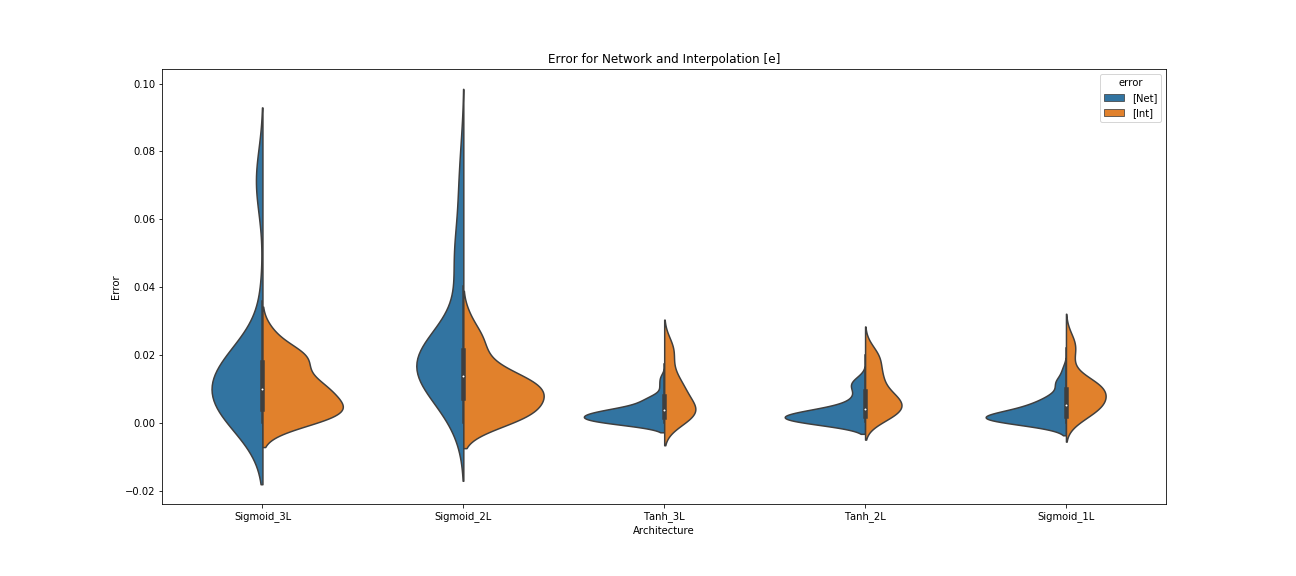 Error for Network and Interpolation [e]
error
[Net]
[Int]
0.10
0.08
0.06
0.04
0.02
0.00
−0.02
Error
Sigmoid_3L
Sigmoid_2L
Tanh_3L
Tanh_2L
Sigmoid_1L
Architecture